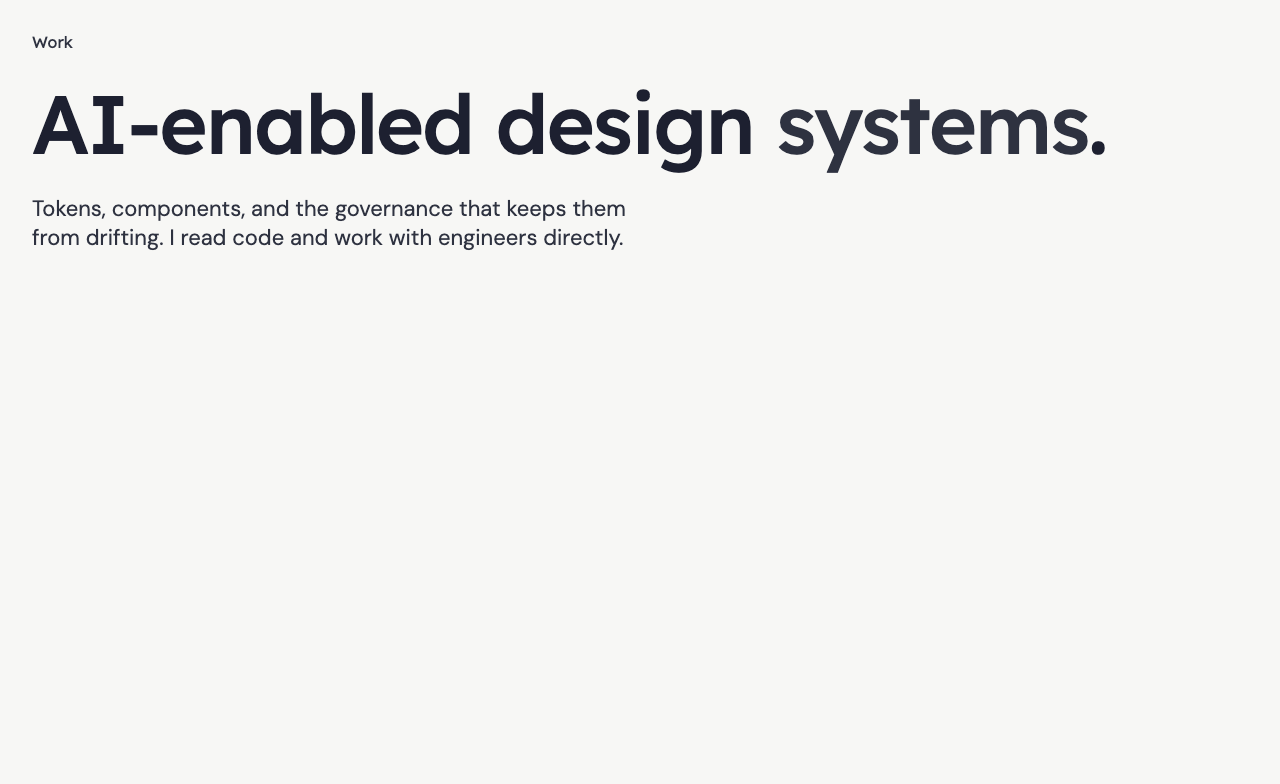 Work
AI-enabled design systems.
Tokens, components, and the governance that keeps them
from drifting. I read code and work with engineers directly.